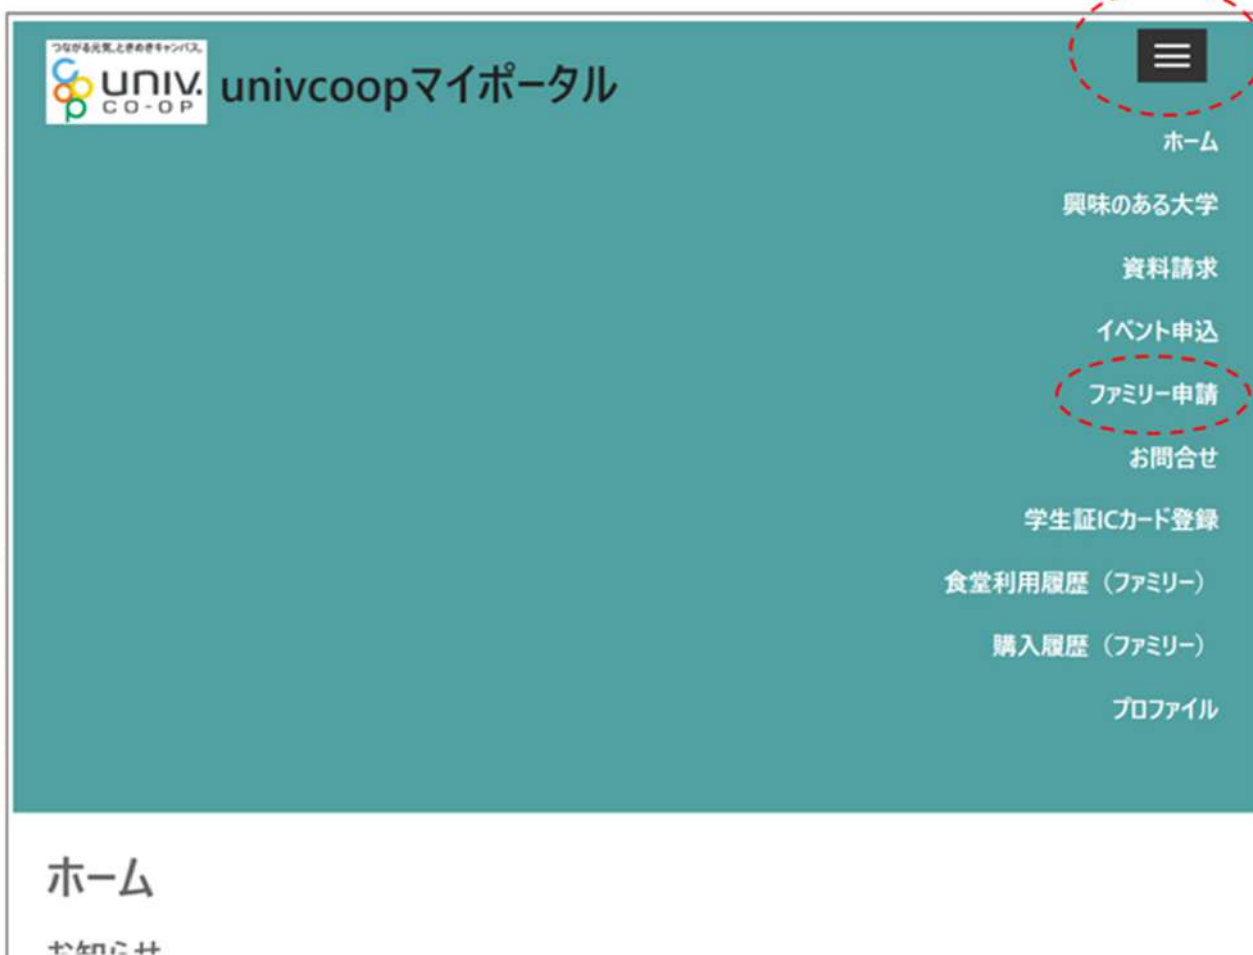 つながる元気、ときめきキャンパス。
UNIV.
CO-OP
univcoopマイポータル
ホーム
興味のある大学
資料請求
イベント申込
ファミリー申請
お問合せ
学生証ICカード登録
食堂利用履歴（ファミリー）
購入履歴（ファミリー）
プロファイル
ホーム
お知らせ